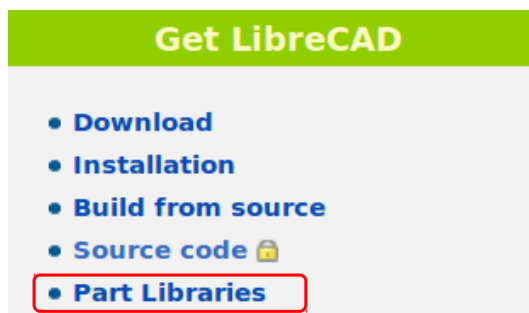 Get LibreCAD
Download
Installation
Build from source
Source code
Part Libraries